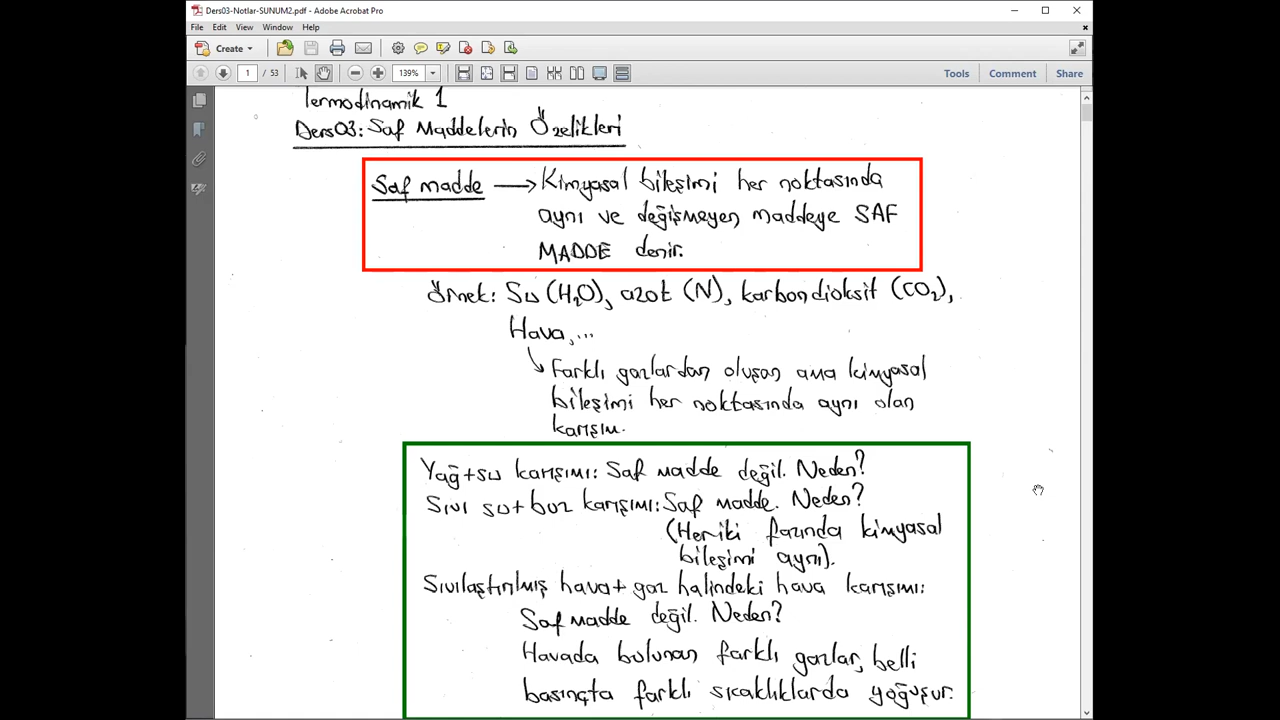 Ders03-Notlar-SUNUM2.pdf - Adobe Acrobat Pro
File Edit View Window Help
Create
1 / 53 139% Tools Comment Share
Termodinamik 1
Ders03: Saf Maddelerin Özelikleri
Saf madde → Kimyasal bileşimi her noktasında
aynı ve değişmeyen maddeye SAF
MADDE denir.
Örnek: Su (H₂O), azot (N), karbondioksit (CO₂),
Hava,...
↳ Farklı gazlardan oluşan ama kimyasal
bileşimi her noktasında aynı olan
karışım.
Yağ+su karışımı: Saf madde değil. Neden?
Sıvı su+buz karışımı: Saf madde. Neden?
(Her iki fazında kimyasal
bileşimi aynı).
Sıvılaştırılmış hava+gaz halindeki hava karışımı:
Saf madde değil. Neden?
Havada bulunan farklı gazlar, belli
basınçta farklı sıcaklıklarda yoğuşur.